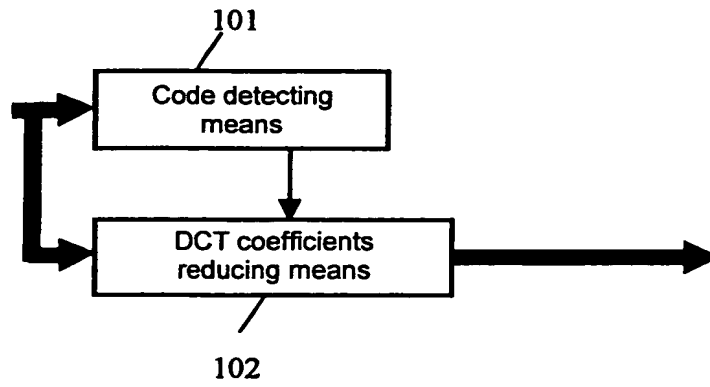 101
Code detecting
means
DCT coefficients
reducing means
102